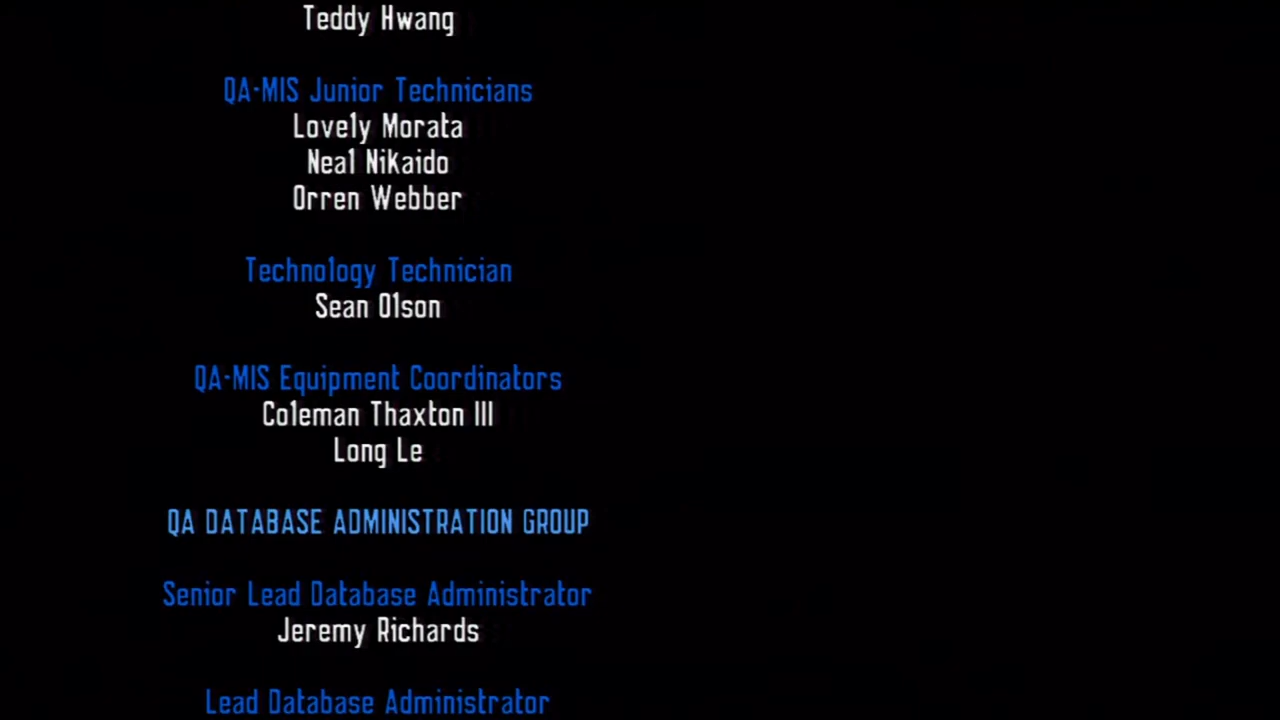 Teddy Hwang
QA-MIS Junior Technicians
Lovely Morata
Neal Nikaido
Orren Webber
Technology Technician
Sean Olson
QA-MIS Equipment Coordinators
Coleman Thaxton III
Long Le
QA DATABASE ADMINISTRATION GROUP
Senior Lead Database Administrator
Jeremy Richards
Lead Database Administrator